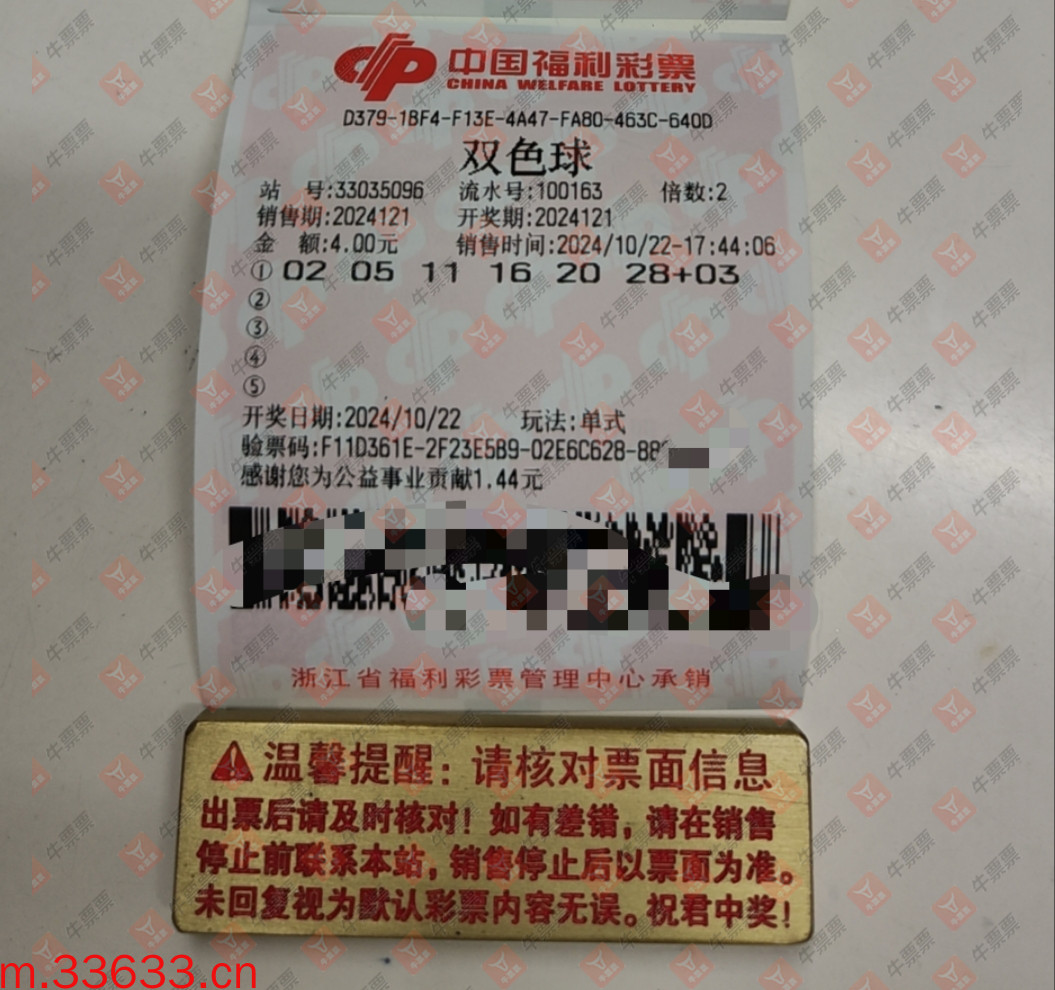 中国福利彩票
CHINA WELFARE LOTTERY
D379-1BF4-F13E-4A47-FA80-463C-640D
双色球
站 号:33035096 流水号:100163 倍数:2
销售期:2024121 开奖期:2024121
金 额:4.00元 销售时间:2024/10/22-17:44:06
① 02 05 11 16 20 28+03
②
③
④
⑤
开奖日期:2024/10/22 玩法:单式
验票码:F11D361E-2F23E5B9-02E6C628-88
感谢您为公益事业贡献1.44元
浙江省福利彩票管理中心承销
温馨提醒：请核对票面信息
出票后请及时核对！如有差错，请在销售
停止前联系本站，销售停止后以票面为准。
未回复视为默认彩票内容无误。祝君中奖！
m.33633.cn
牛票票